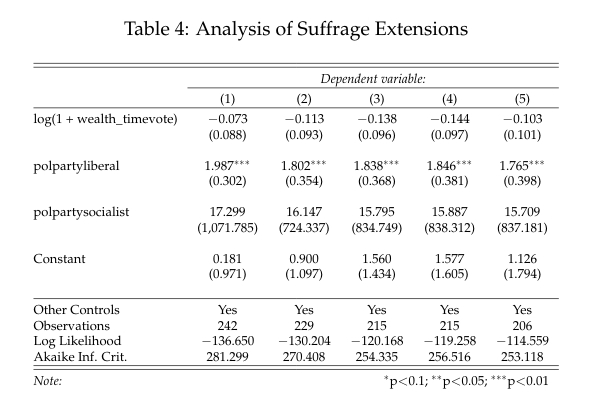 Table 4: Analysis of Suffrage Extensions
Dependent variable:
(1) (2) (3) (4) (5)
log(1 + wealth_timevote) −0.073 −0.113 −0.138 −0.144 −0.103
(0.088) (0.093) (0.096) (0.097) (0.101)
polpartyliberal 1.987*** 1.802*** 1.838*** 1.846*** 1.765***
(0.302) (0.354) (0.368) (0.381) (0.398)
polpartysocialist 17.299 16.147 15.795 15.887 15.709
(1,071.785) (724.337) (834.749) (838.312) (837.181)
Constant 0.181 0.900 1.560 1.577 1.126
(0.971) (1.097) (1.434) (1.605) (1.794)
Other Controls Yes Yes Yes Yes Yes
Observations 242 229 215 215 206
Log Likelihood −136.650 −130.204 −120.168 −119.258 −114.559
Akaike Inf. Crit. 281.299 270.408 254.335 256.516 253.118
Note: *p<0.1; **p<0.05; ***p<0.01